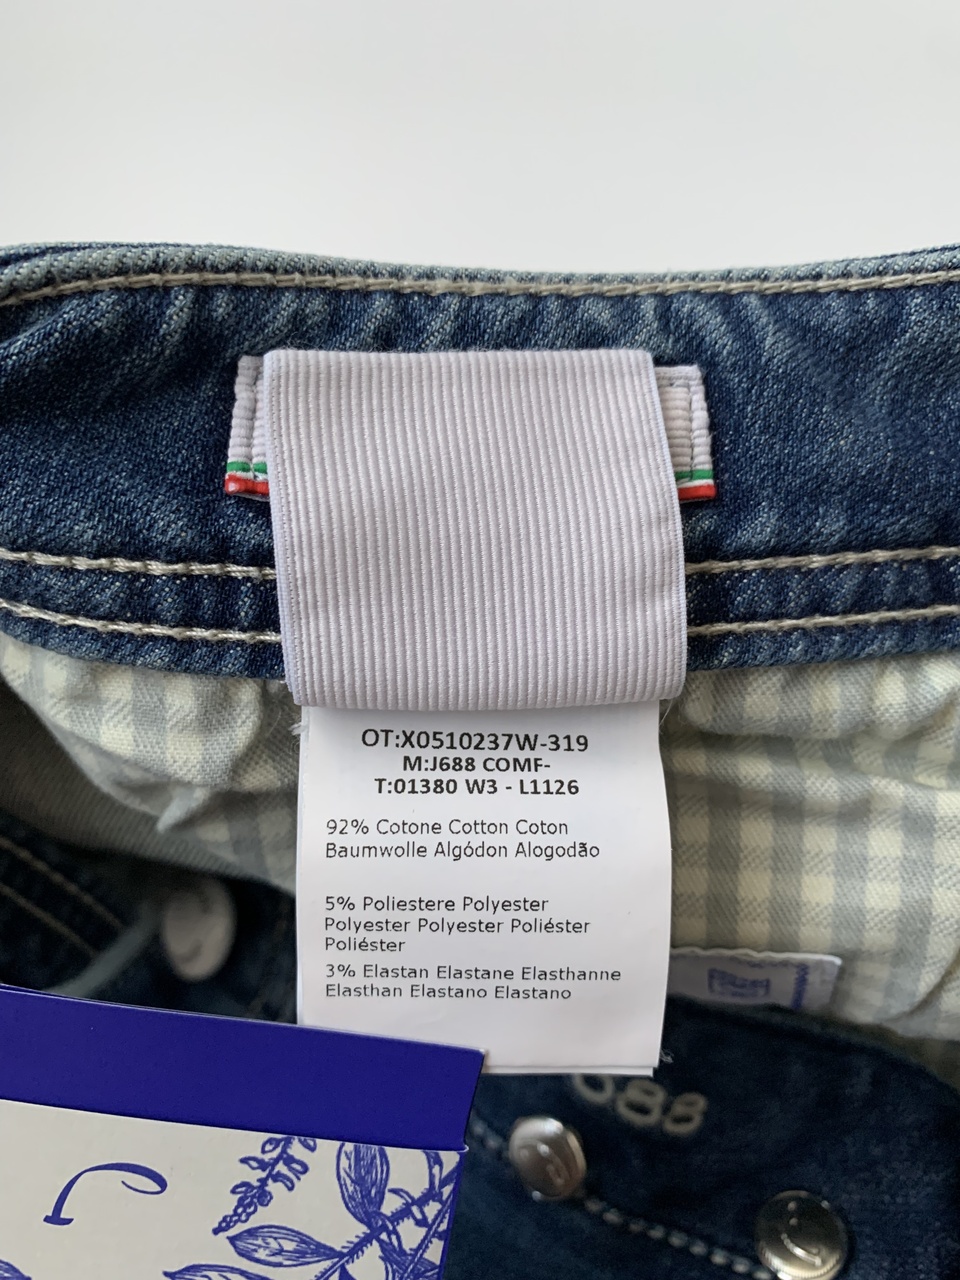 OT:X0510237W-319
M:J688 COMF-
T:01380 W3 - L1126
92% Cotone Cotton Coton
Baumwolle Algódon Alogodão
5% Poliestere Polyester
Polyester Polyester Poliéster
Poliéster
3% Elastan Elastane Elasthanne
Elasthan Elastano Elastano